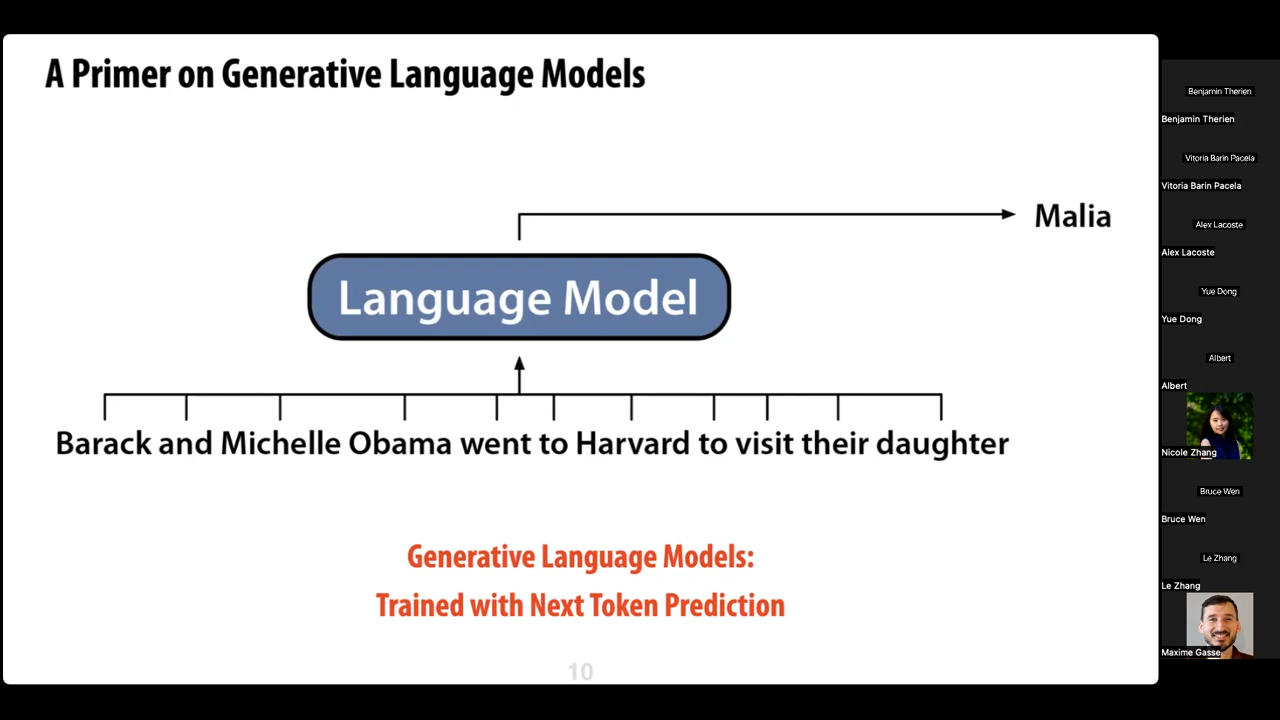 A Primer on Generative Language Models
Malia
Language Model
Barack and Michelle Obama went to Harvard to visit their daughter
Generative Language Models:
Trained with Next Token Prediction
10
Benjamin Therien
Benjamin Therien
Vitoria Barin Pacela
Vitoria Barin Pacela
Alex Lacoste
Alex Lacoste
Yue Dong
Yue Dong
Albert
Albert
Nicole Zhang
Bruce Wen
Bruce Wen
Le Zhang
Le Zhang
Maxime Gasse